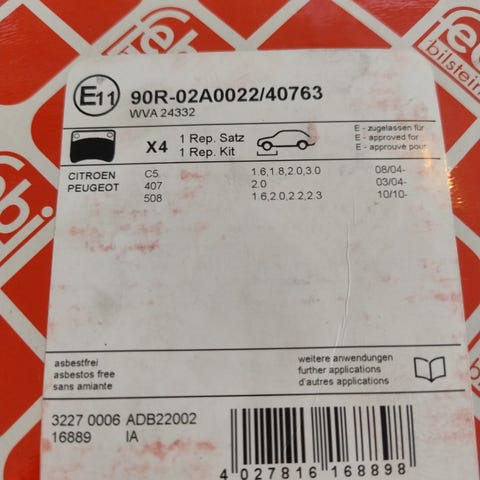 febi
bilstein
E11 90R-02A0022/40763
WVA 24332
X4 1 Rep. Satz
1 Rep. Kit
E - zugelassen für
E - approved for
E - approuvé pour
CITROEN C5 1.6,1.8,2.0,3.0 08/04-
PEUGEOT 407 2.0 03/04-
508 1.6,2.0,2.2,2.3 10/10-
asbestfrei
asbestos free
sans amiante
weitere anwendungen
further applications
d'autres applications
3227 0006 ADB22002
16889 IA
4 027816 168898
febi